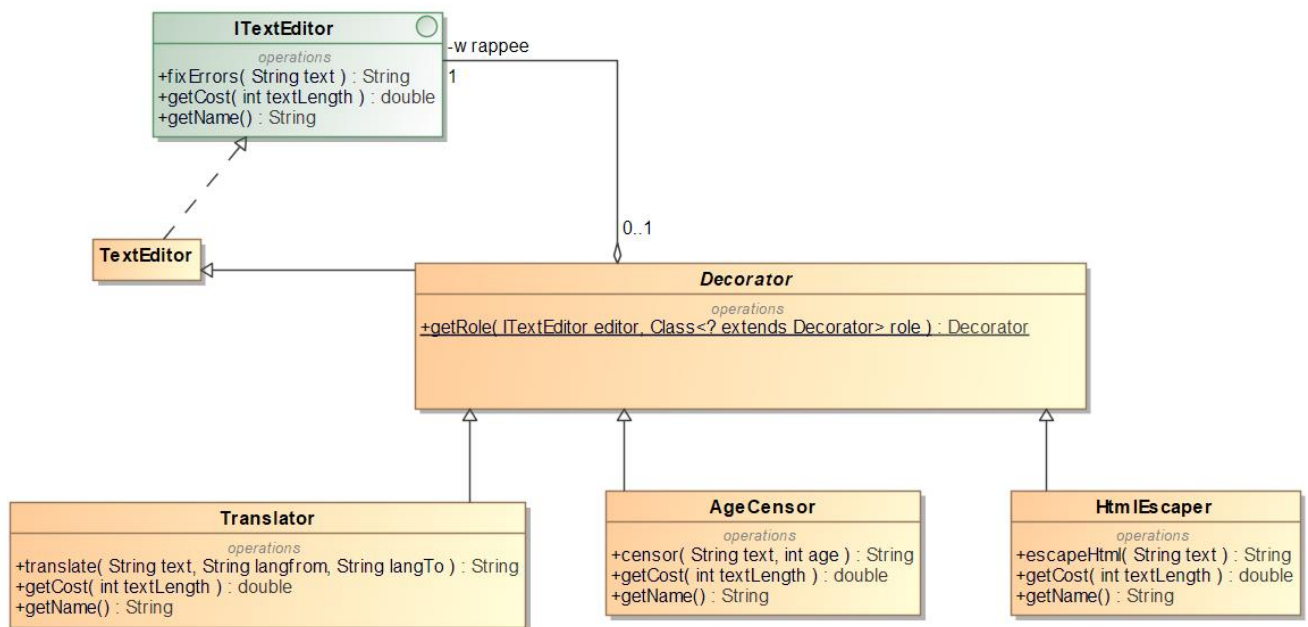 ITextEditor
operations
+fixErrors( String text ) : String
+getCost( int textLength ) : double
+getName() : String
-w rappee
1
0..1
TextEditor
Decorator
operations
+getRole( ITextEditor editor, Class<? extends Decorator> role ) : Decorator
Translator
operations
+translate( String text, String langfrom, String langTo ) : String
+getCost( int textLength ) : double
+getName() : String
AgeCensor
operations
+censor( String text, int age ) : String
+getCost( int textLength ) : double
+getName() : String
HtmlEscaper
operations
+escapeHtml( String text ) : String
+getCost( int textLength ) : double
+getName() : String